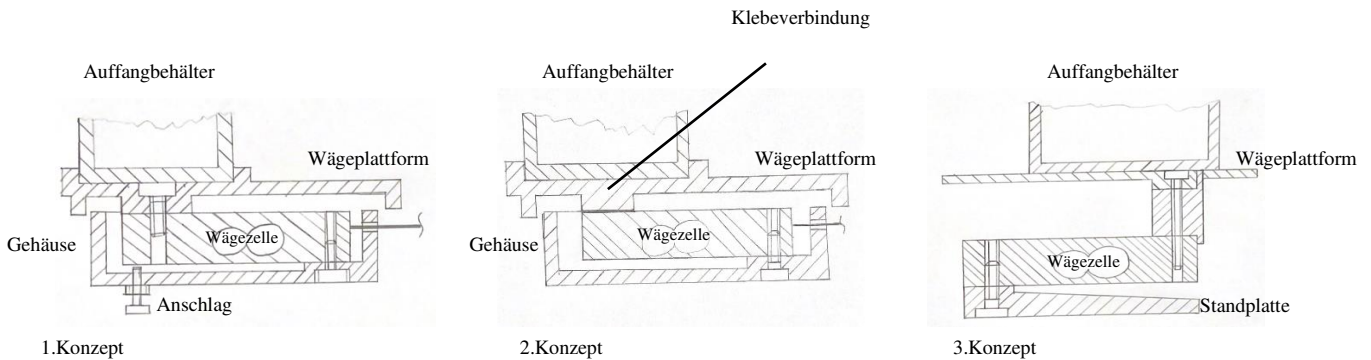 Klebeverbindung
Auffangbehälter
Wägeplattform
Gehäuse
Wägezelle
Anschlag
1.Konzept
Auffangbehälter
Wägeplattform
Gehäuse
Wägezelle
2.Konzept
Auffangbehälter
Wägeplattform
Wägezelle
Standplatte
3.Konzept